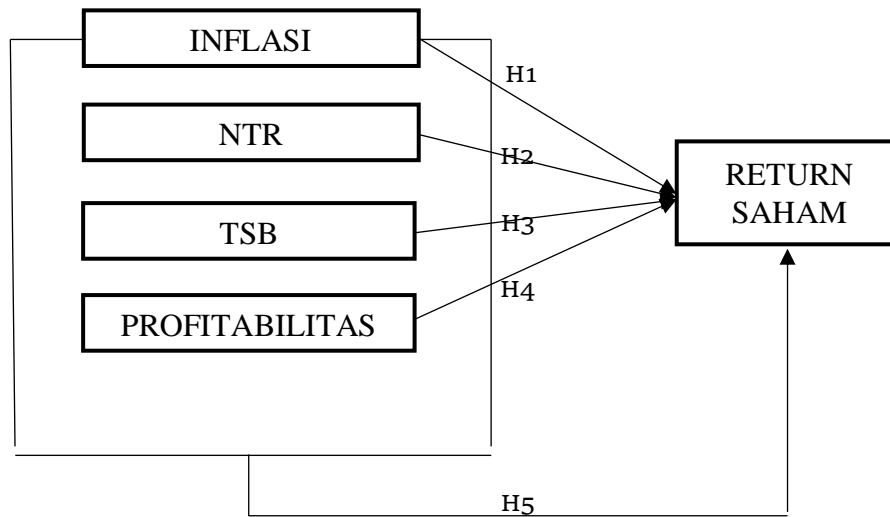 INFLASI
H1
NTR
H2
RETURN
SAHAM
TSB
H3
H4
PROFITABILITAS
H5